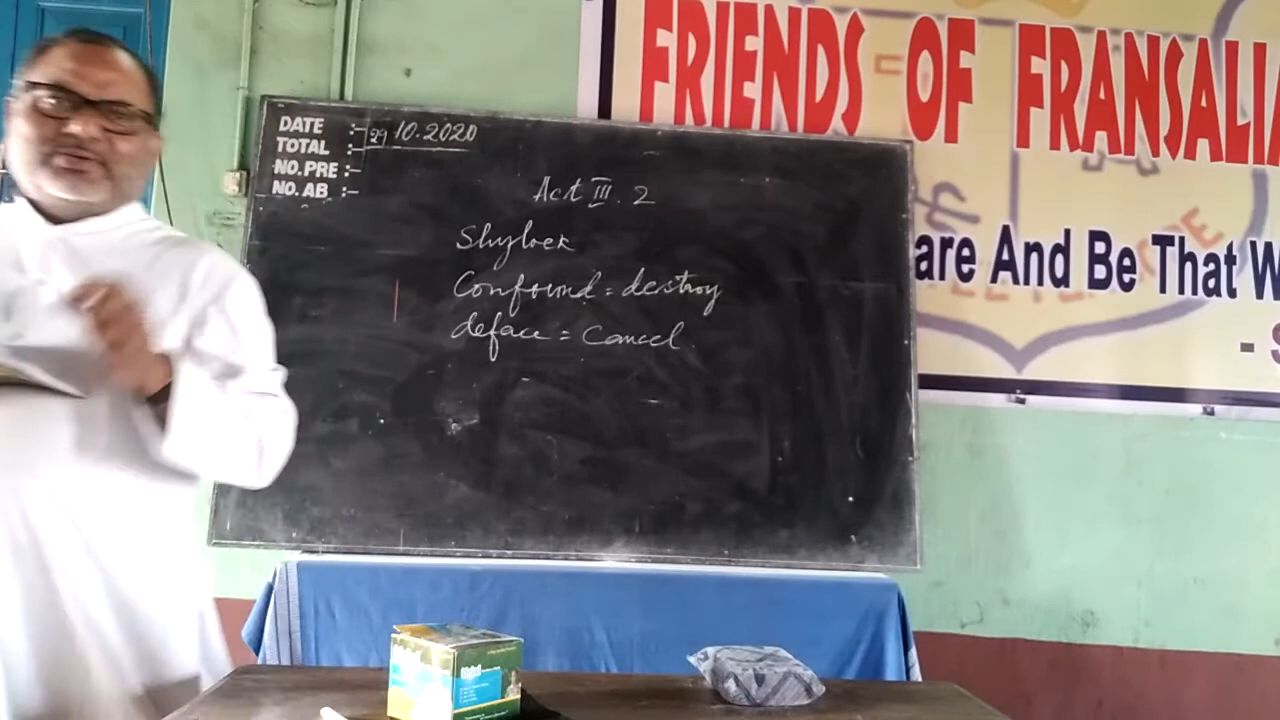 FRIENDS OF FRANSALIA
are And Be That W
- S
DATE :- 29 10.2020
TOTAL :-
NO. PRE :-
NO. AB :-
Act III. 2
Shylock
Confound = destroy
deface = Cancel